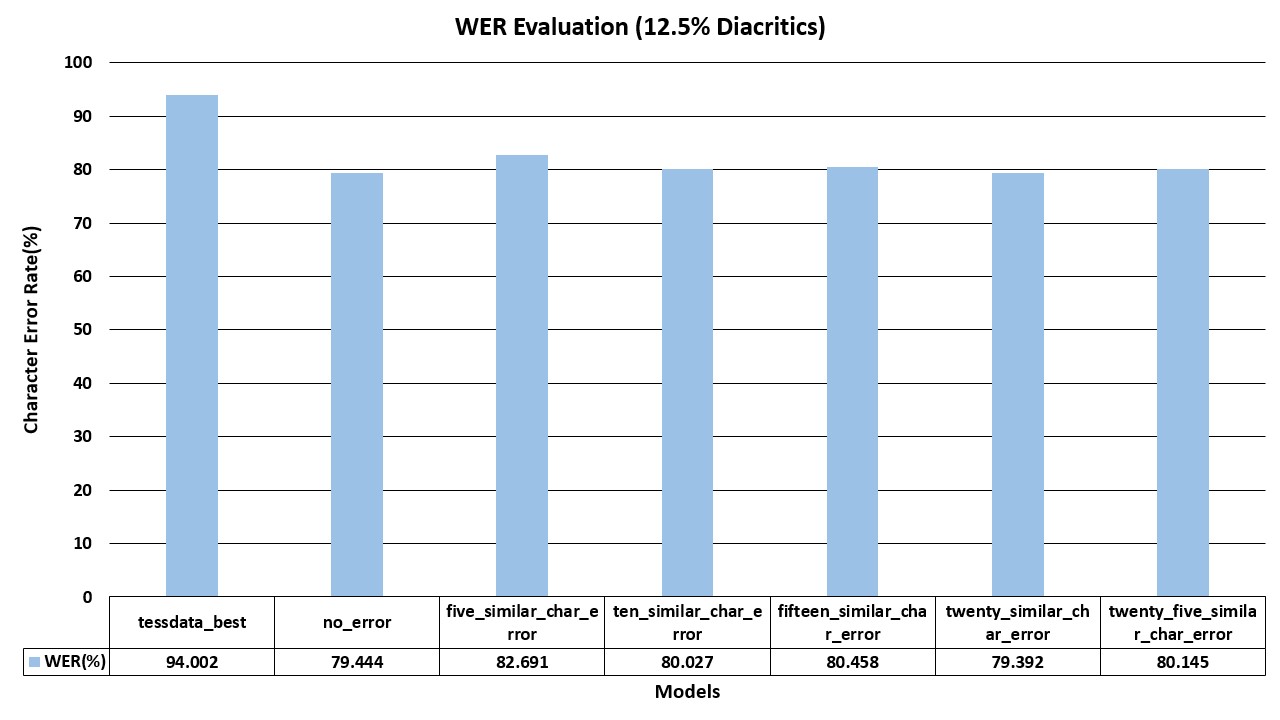 WER Evaluation (12.5% Diacritics)
Character Error Rate(%)
100
90
80
70
60
50
40
30
20
10
0
tessdata_best no_error five_similar_char_e ten_similar_char_e fifteen_similar_cha twenty_similar_ch twenty_five_simila
rror rror r_error ar_error r_char_error
WER(%) 94.002 79.444 82.691 80.027 80.458 79.392 80.145
Models